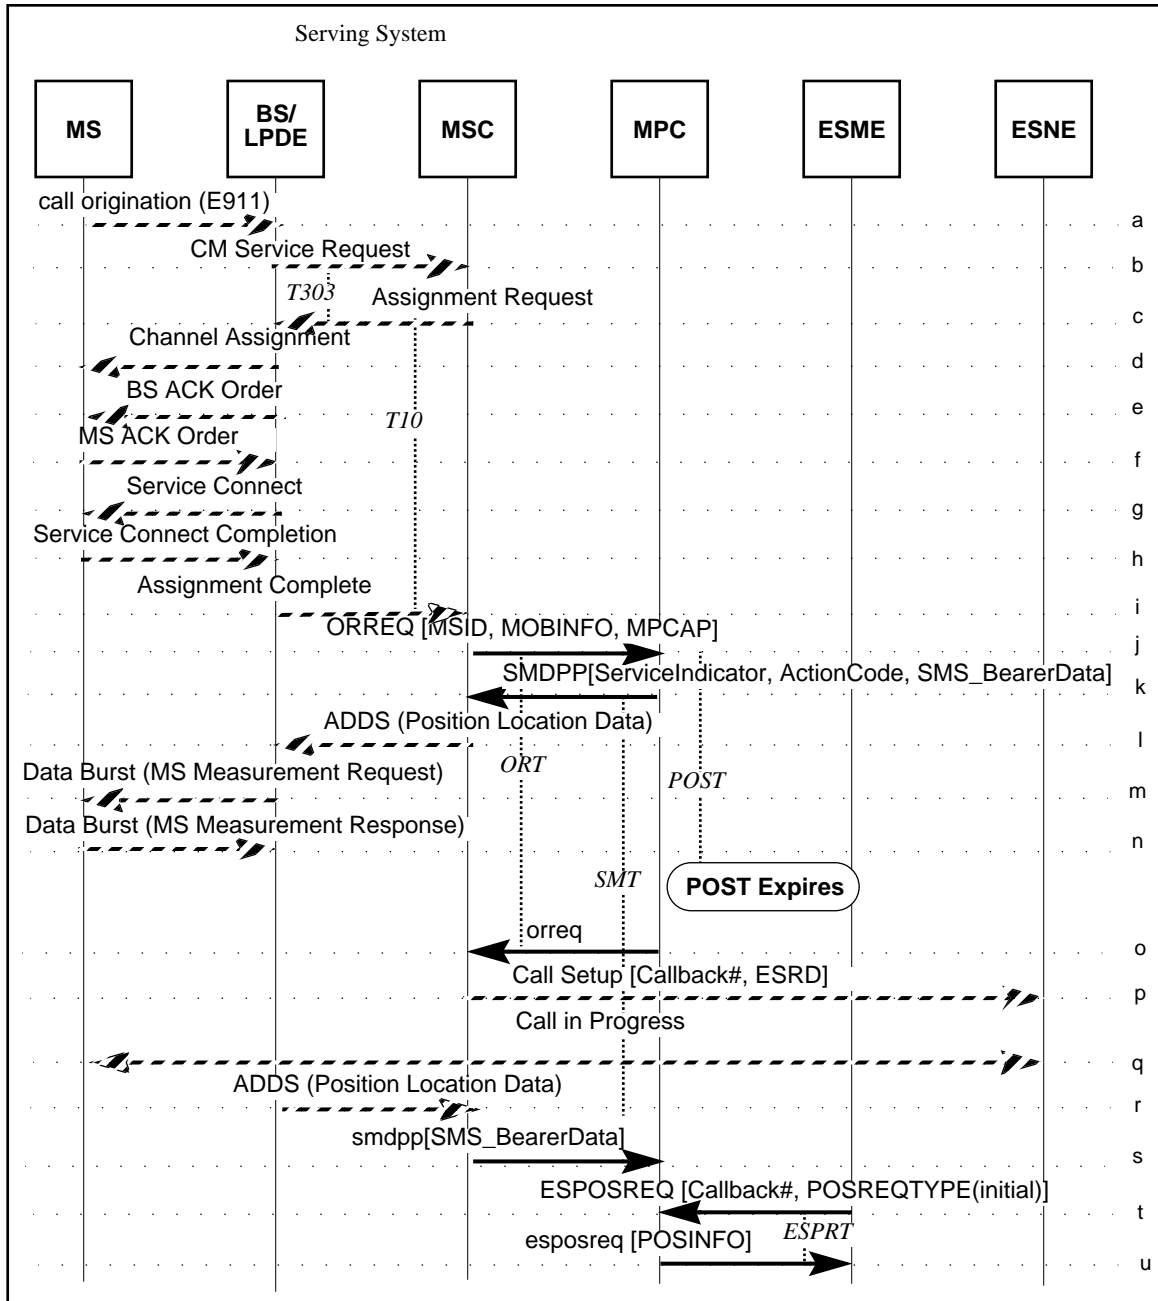 Serving System
MS
BS/
LPDE
MSC
MPC
ESME
ESNE
call origination (E911)
a
CM Service Request
b
T303
Assignment Request
c
Channel Assignment
d
BS ACK Order
e
T10
MS ACK Order
f
Service Connect
g
Service Connect Completion
h
Assignment Complete
i
ORREQ [MSID, MOBINFO, MPCAP]
j
SMDPP[ServiceIndicator, ActionCode, SMS_BearerData]
k
ADDS (Position Location Data)
l
ORT
POST
Data Burst (MS Measurement Request)
m
Data Burst (MS Measurement Response)
n
SMT
POST Expires
orreq
o
Call Setup [Callback#, ESRD]
p
Call in Progress
q
ADDS (Position Location Data)
r
smdpp[SMS_BearerData]
s
ESPOSREQ [Callback#, POSREQTYPE(initial)]
t
esposreq [POSINFO]
ESPRT
u